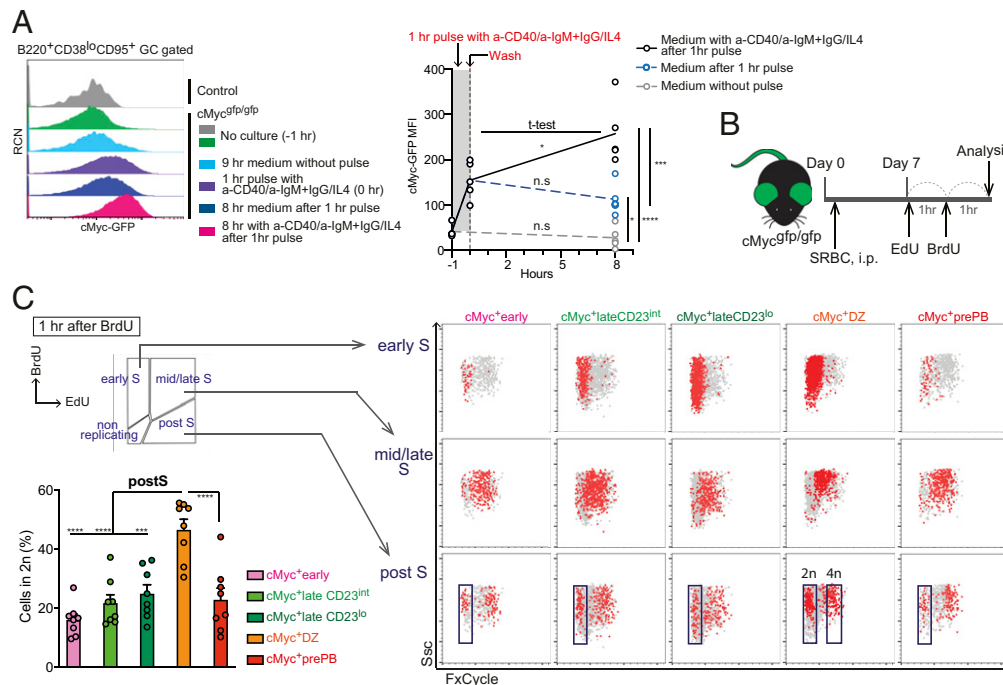 A
B220+CD38loCD95+ GC gated
RCN
cMyc-GFP
Control
cMycgfp/gfp
No culture (-1 hr)
9 hr medium without pulse
1 hr pulse with
a-CD40/a-IgM+IgG/IL4 (0 hr)
8 hr medium after 1 hr pulse
8 hr with a-CD40/a-IgM+IgG/IL4
after 1hr pulse
1 hr pulse with a-CD40/a-IgM+IgG/IL4
Wash
Medium with a-CD40/a-IgM+IgG/IL4
after 1hr pulse
Medium after 1 hr pulse
Medium without pulse
cMyc-GFP MFI
400
300
200
100
0
-1
2
4
6
8
Hours
t-test
*
n.s
n.s
***
*
****
B
Day 0
Day 7
Analysis
1hr
1hr
cMycgfp/gfp
SRBC, i.p.
EdU
BrdU
C
1 hr after BrdU
BrdU
EdU
early S
mid/late S
non
replicating
post S
early S
mid/late
S
post S
cMyc+early
cMyc+lateCD23int
cMyc+lateCD23lo
cMyc+DZ
cMyc+prePB
2n
4n
Ssc
FxCycle
postS
Cells in 2n (%)
60
40
20
0
****
****
***
****
cMyc+early
cMyc+late CD23int
cMyc+late CD23lo
cMyc+DZ
cMyc+prePB